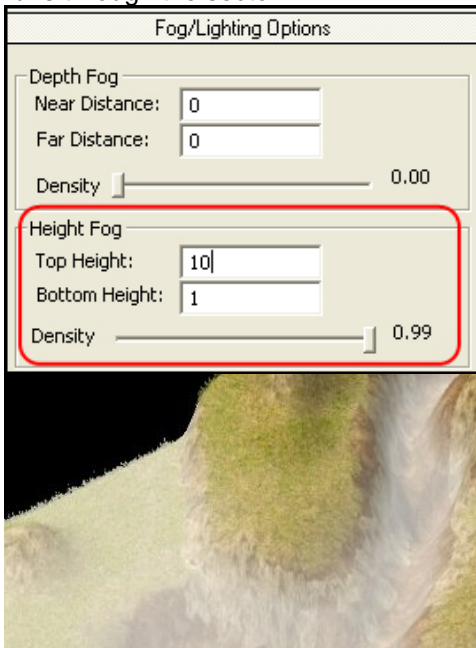 Fog/Lighting Options
Depth Fog
Near Distance: 0
Far Distance: 0
Density 0.00
Height Fog
Top Height: 10
Bottom Height: 1
Density 0.99